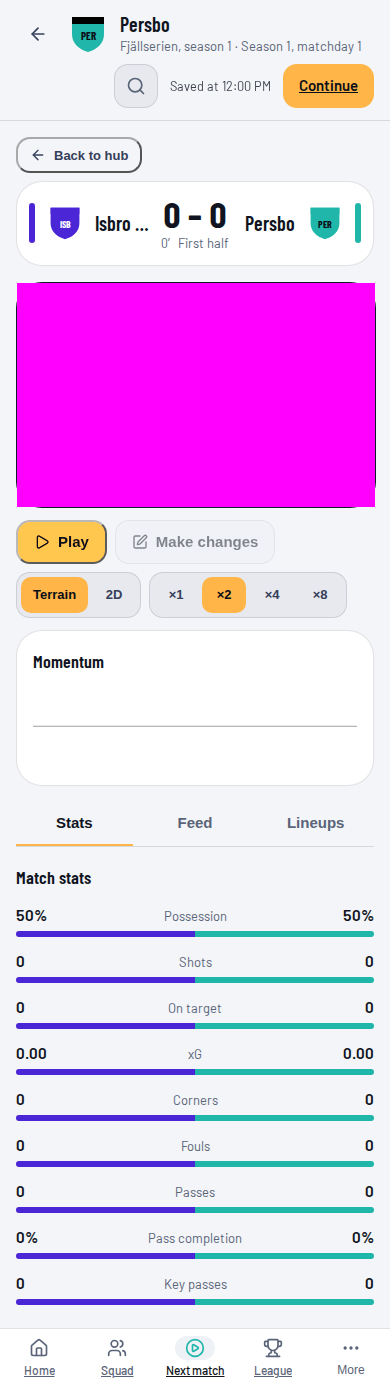 PER
Persbo
Fjällserien, season 1 · Season 1, matchday 1
Saved at 12:00 PM
Continue
Back to hub
ISB
Isbro ...
0 – 0
0' First half
Persbo
PER
Play
Make changes
Terrain
2D
×1
×2
×4
×8
Momentum
Stats
Feed
Lineups
Match stats
50% Possession 50%
0 Shots 0
0 On target 0
0.00 xG 0.00
0 Corners 0
0 Fouls 0
0 Passes 0
0% Pass completion 0%
0 Key passes 0
Home
Squad
Next match
League
More